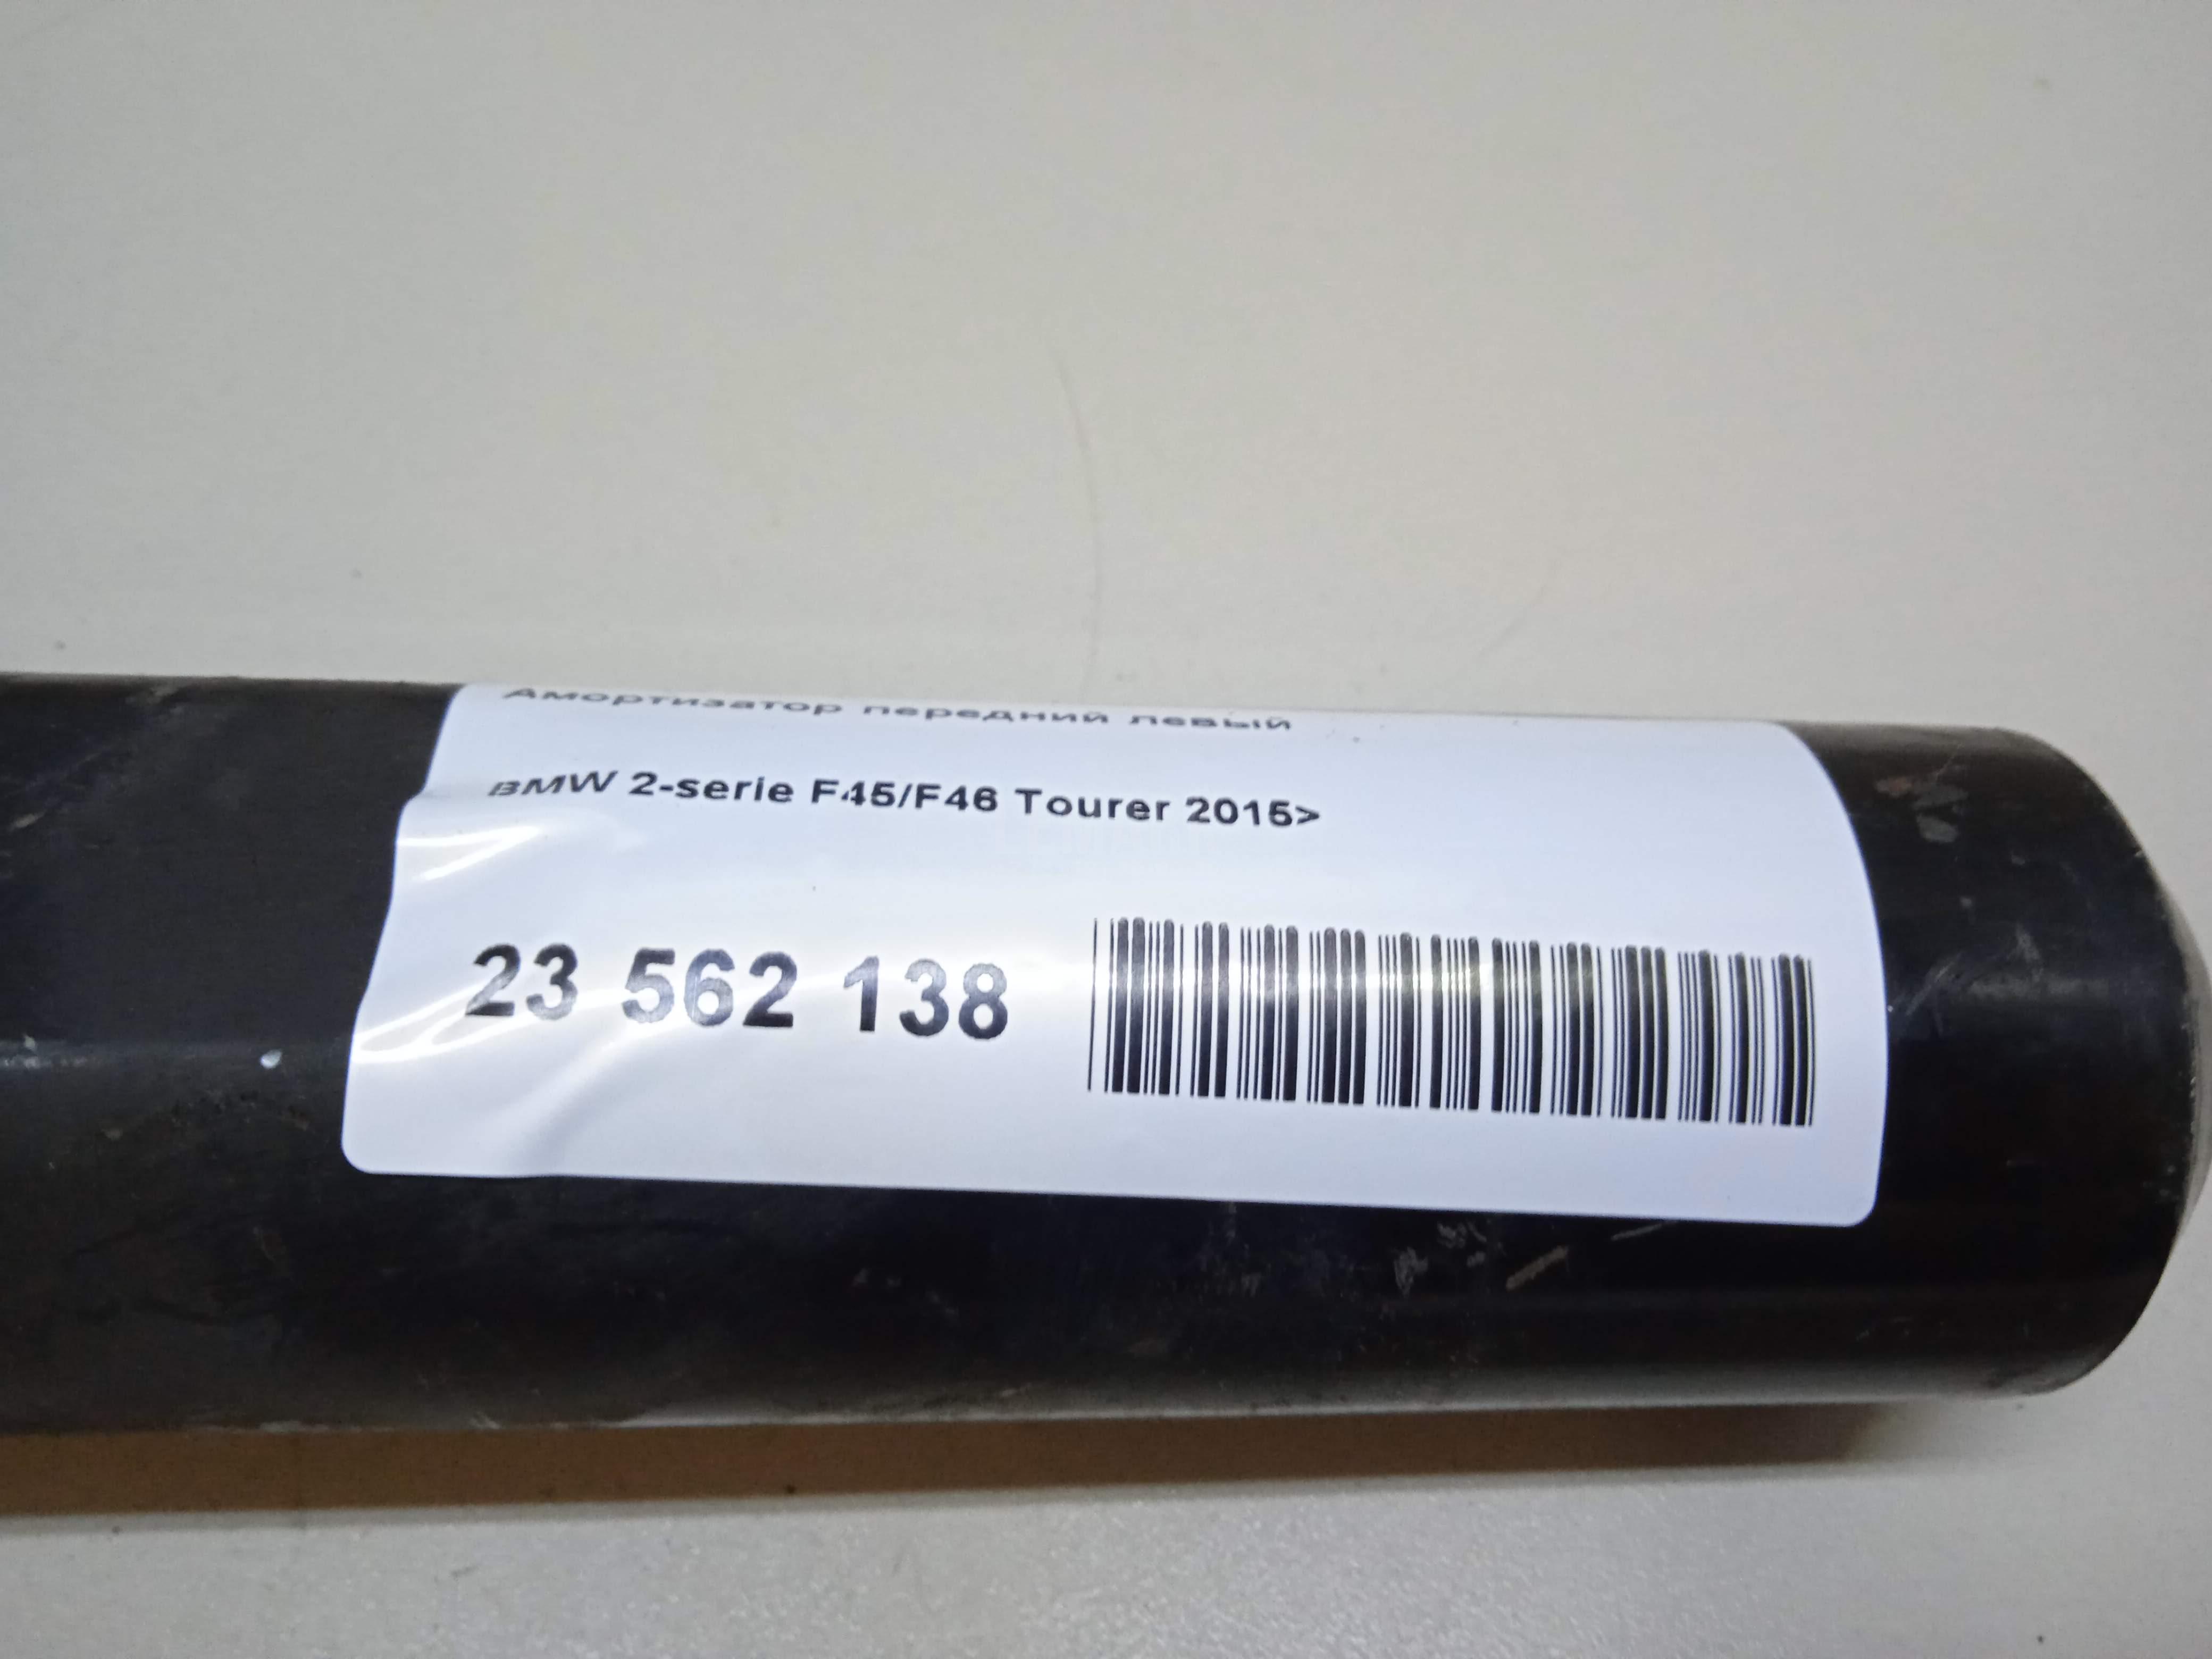 Амортизатор передний левый
BMW 2-serie F45/F46 Tourer 2015>
23 562 138